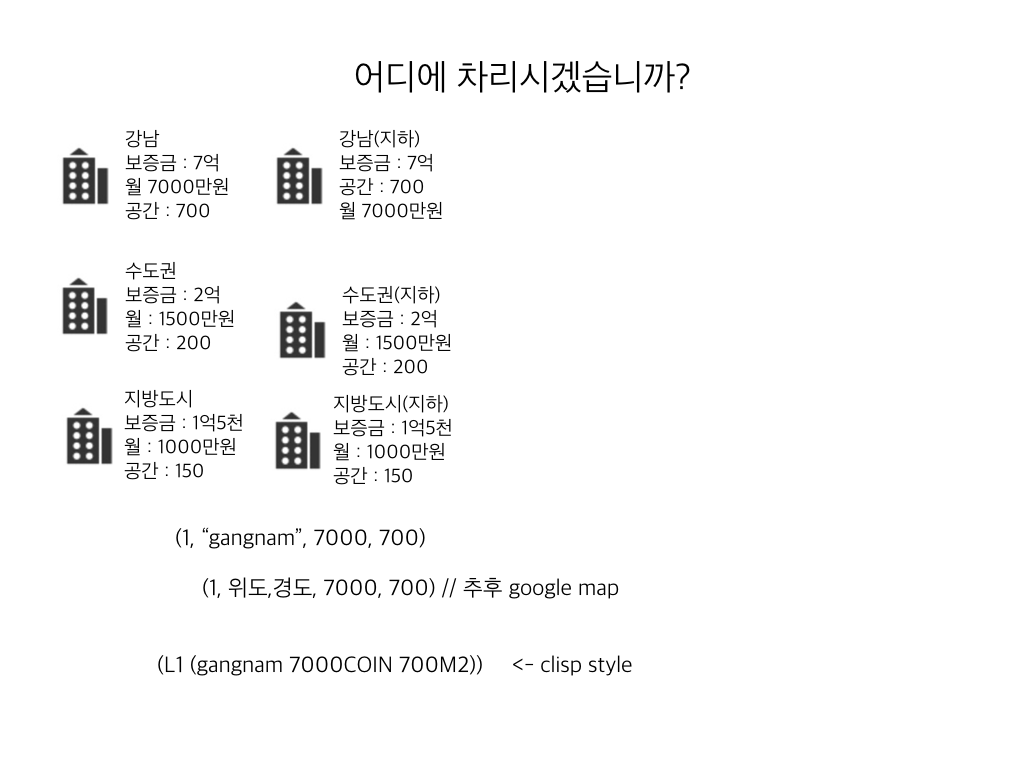 어디에 차리시겠습니까?
강남
보증금 : 7억
월 7000만원
공간 : 700
강남(지하)
보증금 : 7억
공간 : 700
월 7000만원
수도권
보증금 : 2억
월 : 1500만원
공간 : 200
수도권(지하)
보증금 : 2억
월 : 1500만원
공간 : 200
지방도시
보증금 : 1억5천
월 : 1000만원
공간 : 150
지방도시(지하)
보증금 : 1억5천
월 : 1000만원
공간 : 150
(1, “gangnam”, 7000, 700)
(1, 위도,경도, 7000, 700) // 추후 google map
(L1 (gangnam 7000COIN 700M2)) <- clisp style